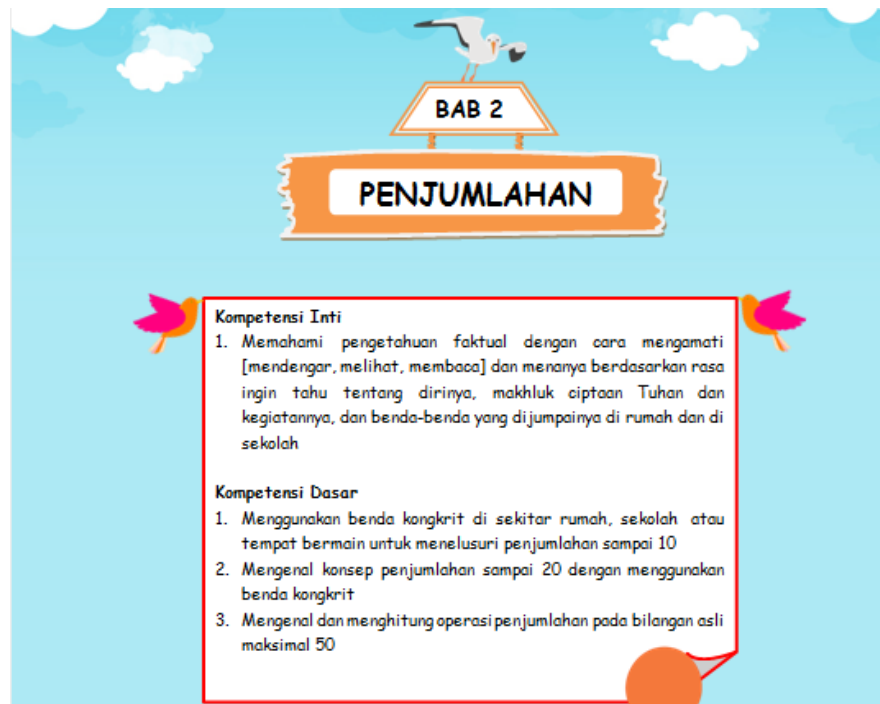 BAB 2
PENJUMLAHAN
Kompetensi Inti
1. Memahami pengetahuan faktual dengan cara mengamati
[mendengar, melihat, membaca] dan menanya berdasarkan rasa
ingin tahu tentang dirinya, makhluk ciptaan Tuhan dan
kegiatannya, dan benda-benda yang dijumpainya di rumah dan di
sekolah
Kompetensi Dasar
1. Menggunakan benda kongkrit di sekitar rumah, sekolah atau
tempat bermain untuk menelusuri penjumlahan sampai 10
2. Mengenal konsep penjumlahan sampai 20 dengan menggunakan
benda kongkrit
3. Mengenal dan menghitung operasi penjumlahan pada bilangan asli
maksimal 50